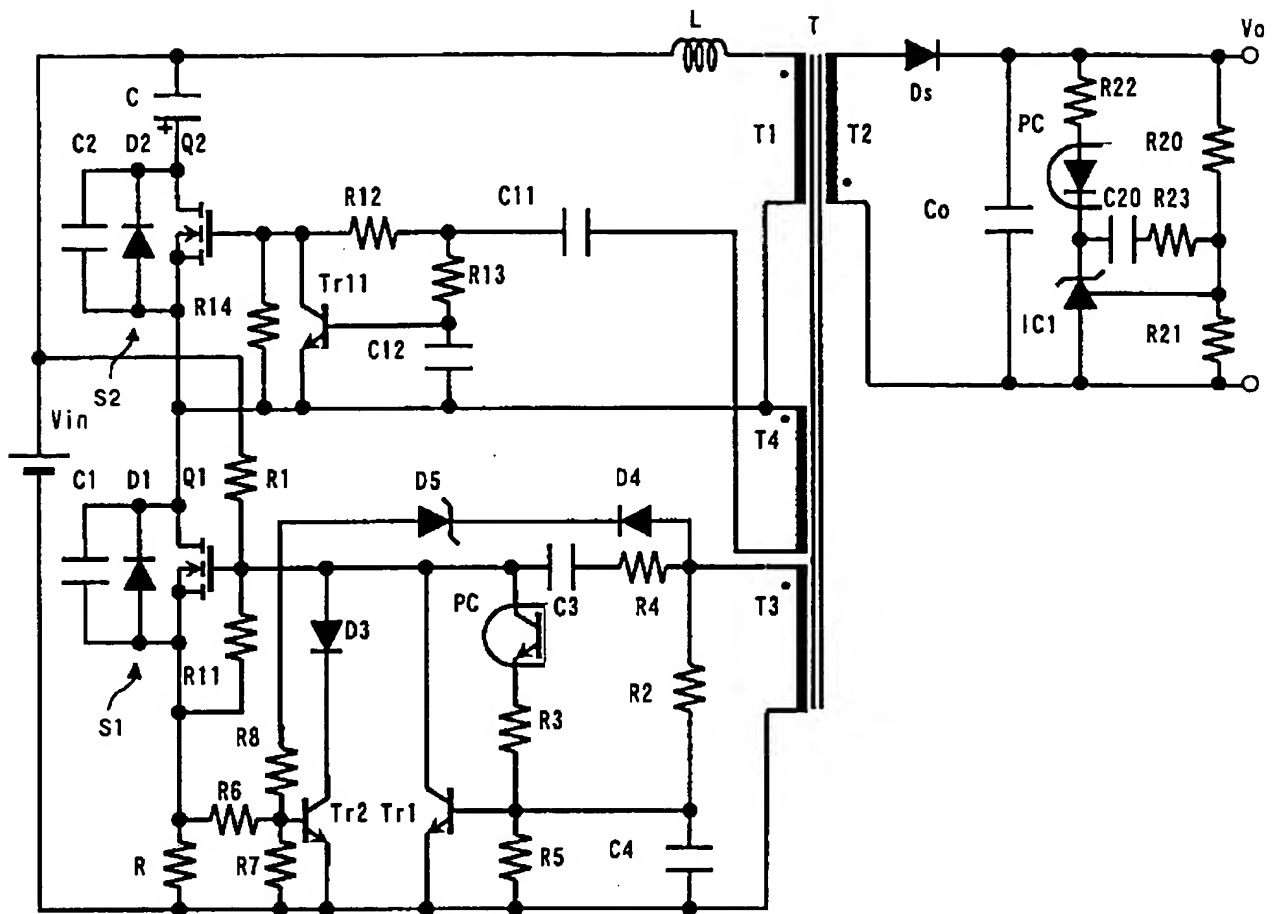 L
T
Vo
C
+
C2
D2
Q2
Ds
R22
PC
T1
T2
R20
R12
C11
Co
C20
R23
Tr11
R13
R14
C12
IC1
R21
S2
Vin
T4
C1
D1
Q1
R1
D5
D4
PC
C3
R4
T3
D3
R11
R2
S1
R8
R3
R6
Tr2
Tr1
R
R7
R5
C4